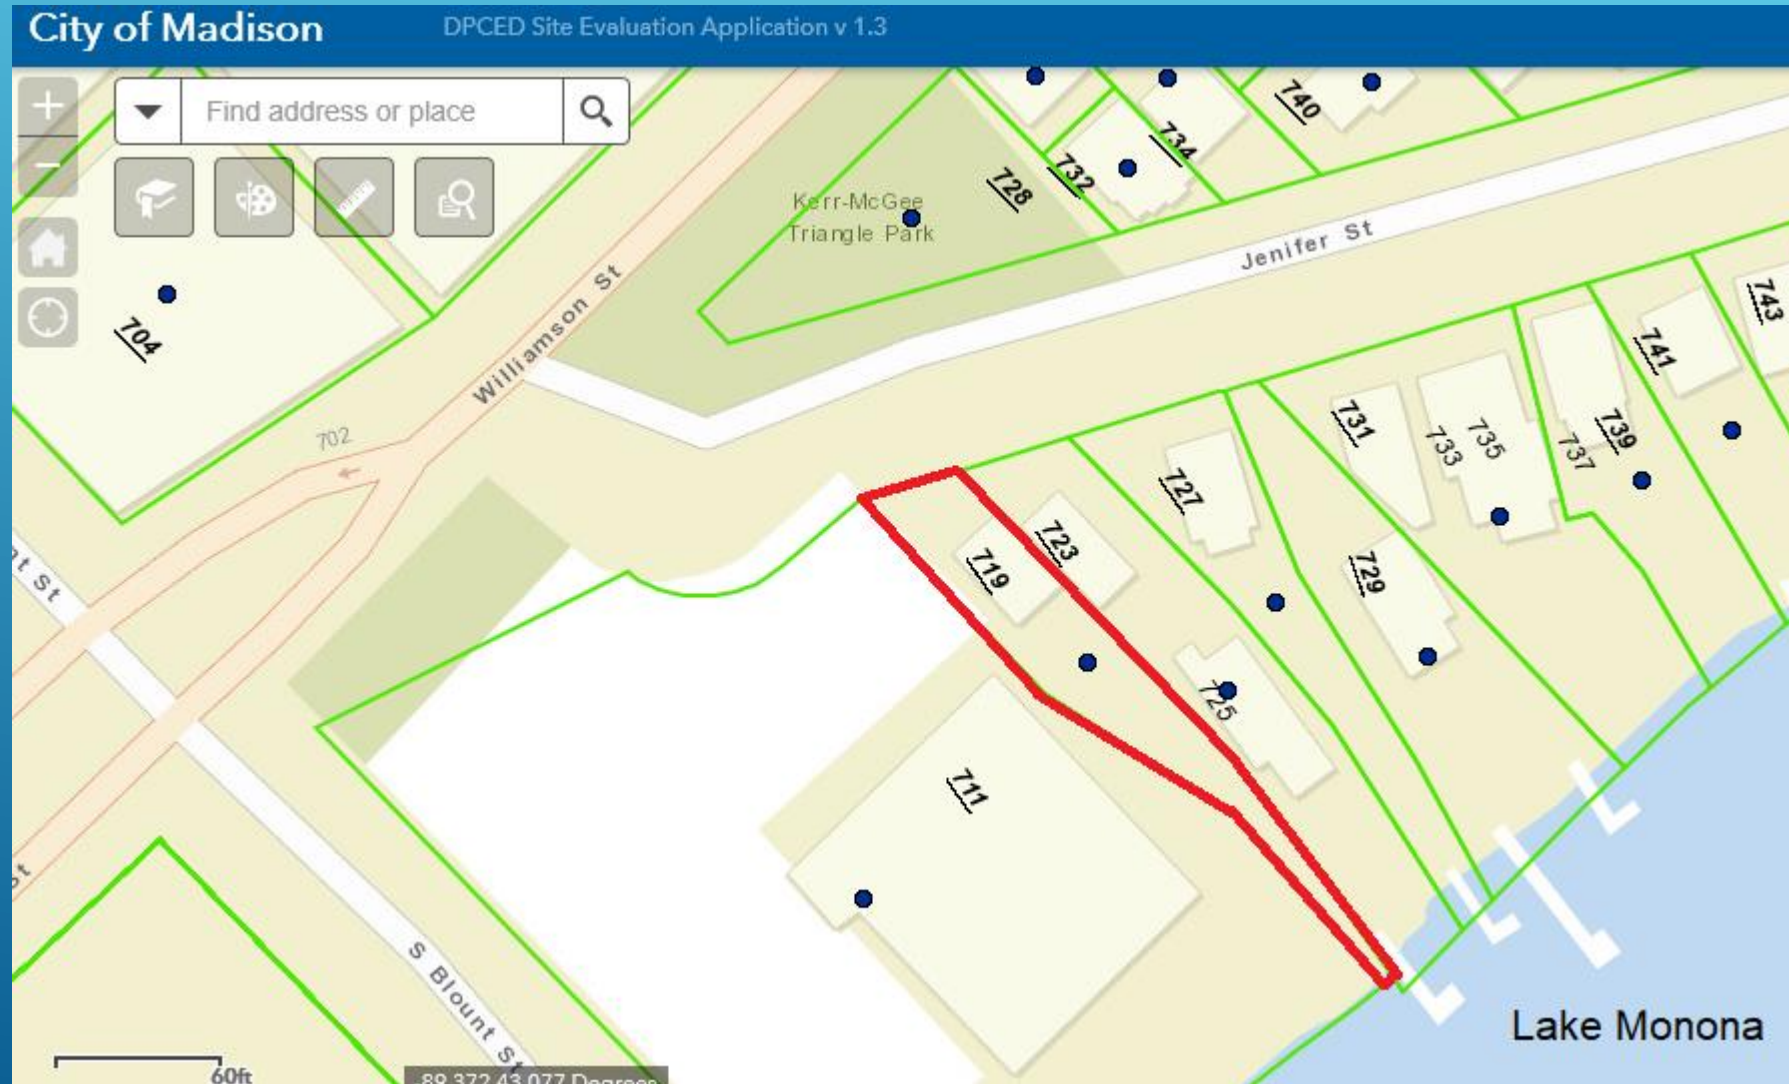 City of Madison
DPCED Site Evaluation Application v 1.3
Find address or place
740
734
732
728
Kerr-McGee
Triangle Park
Jenifer St
743
741
739
737
735
733
731
704
Williamson St
702
727
723
719
729
725
711
St
S Blount St
Lake Monona
60ft